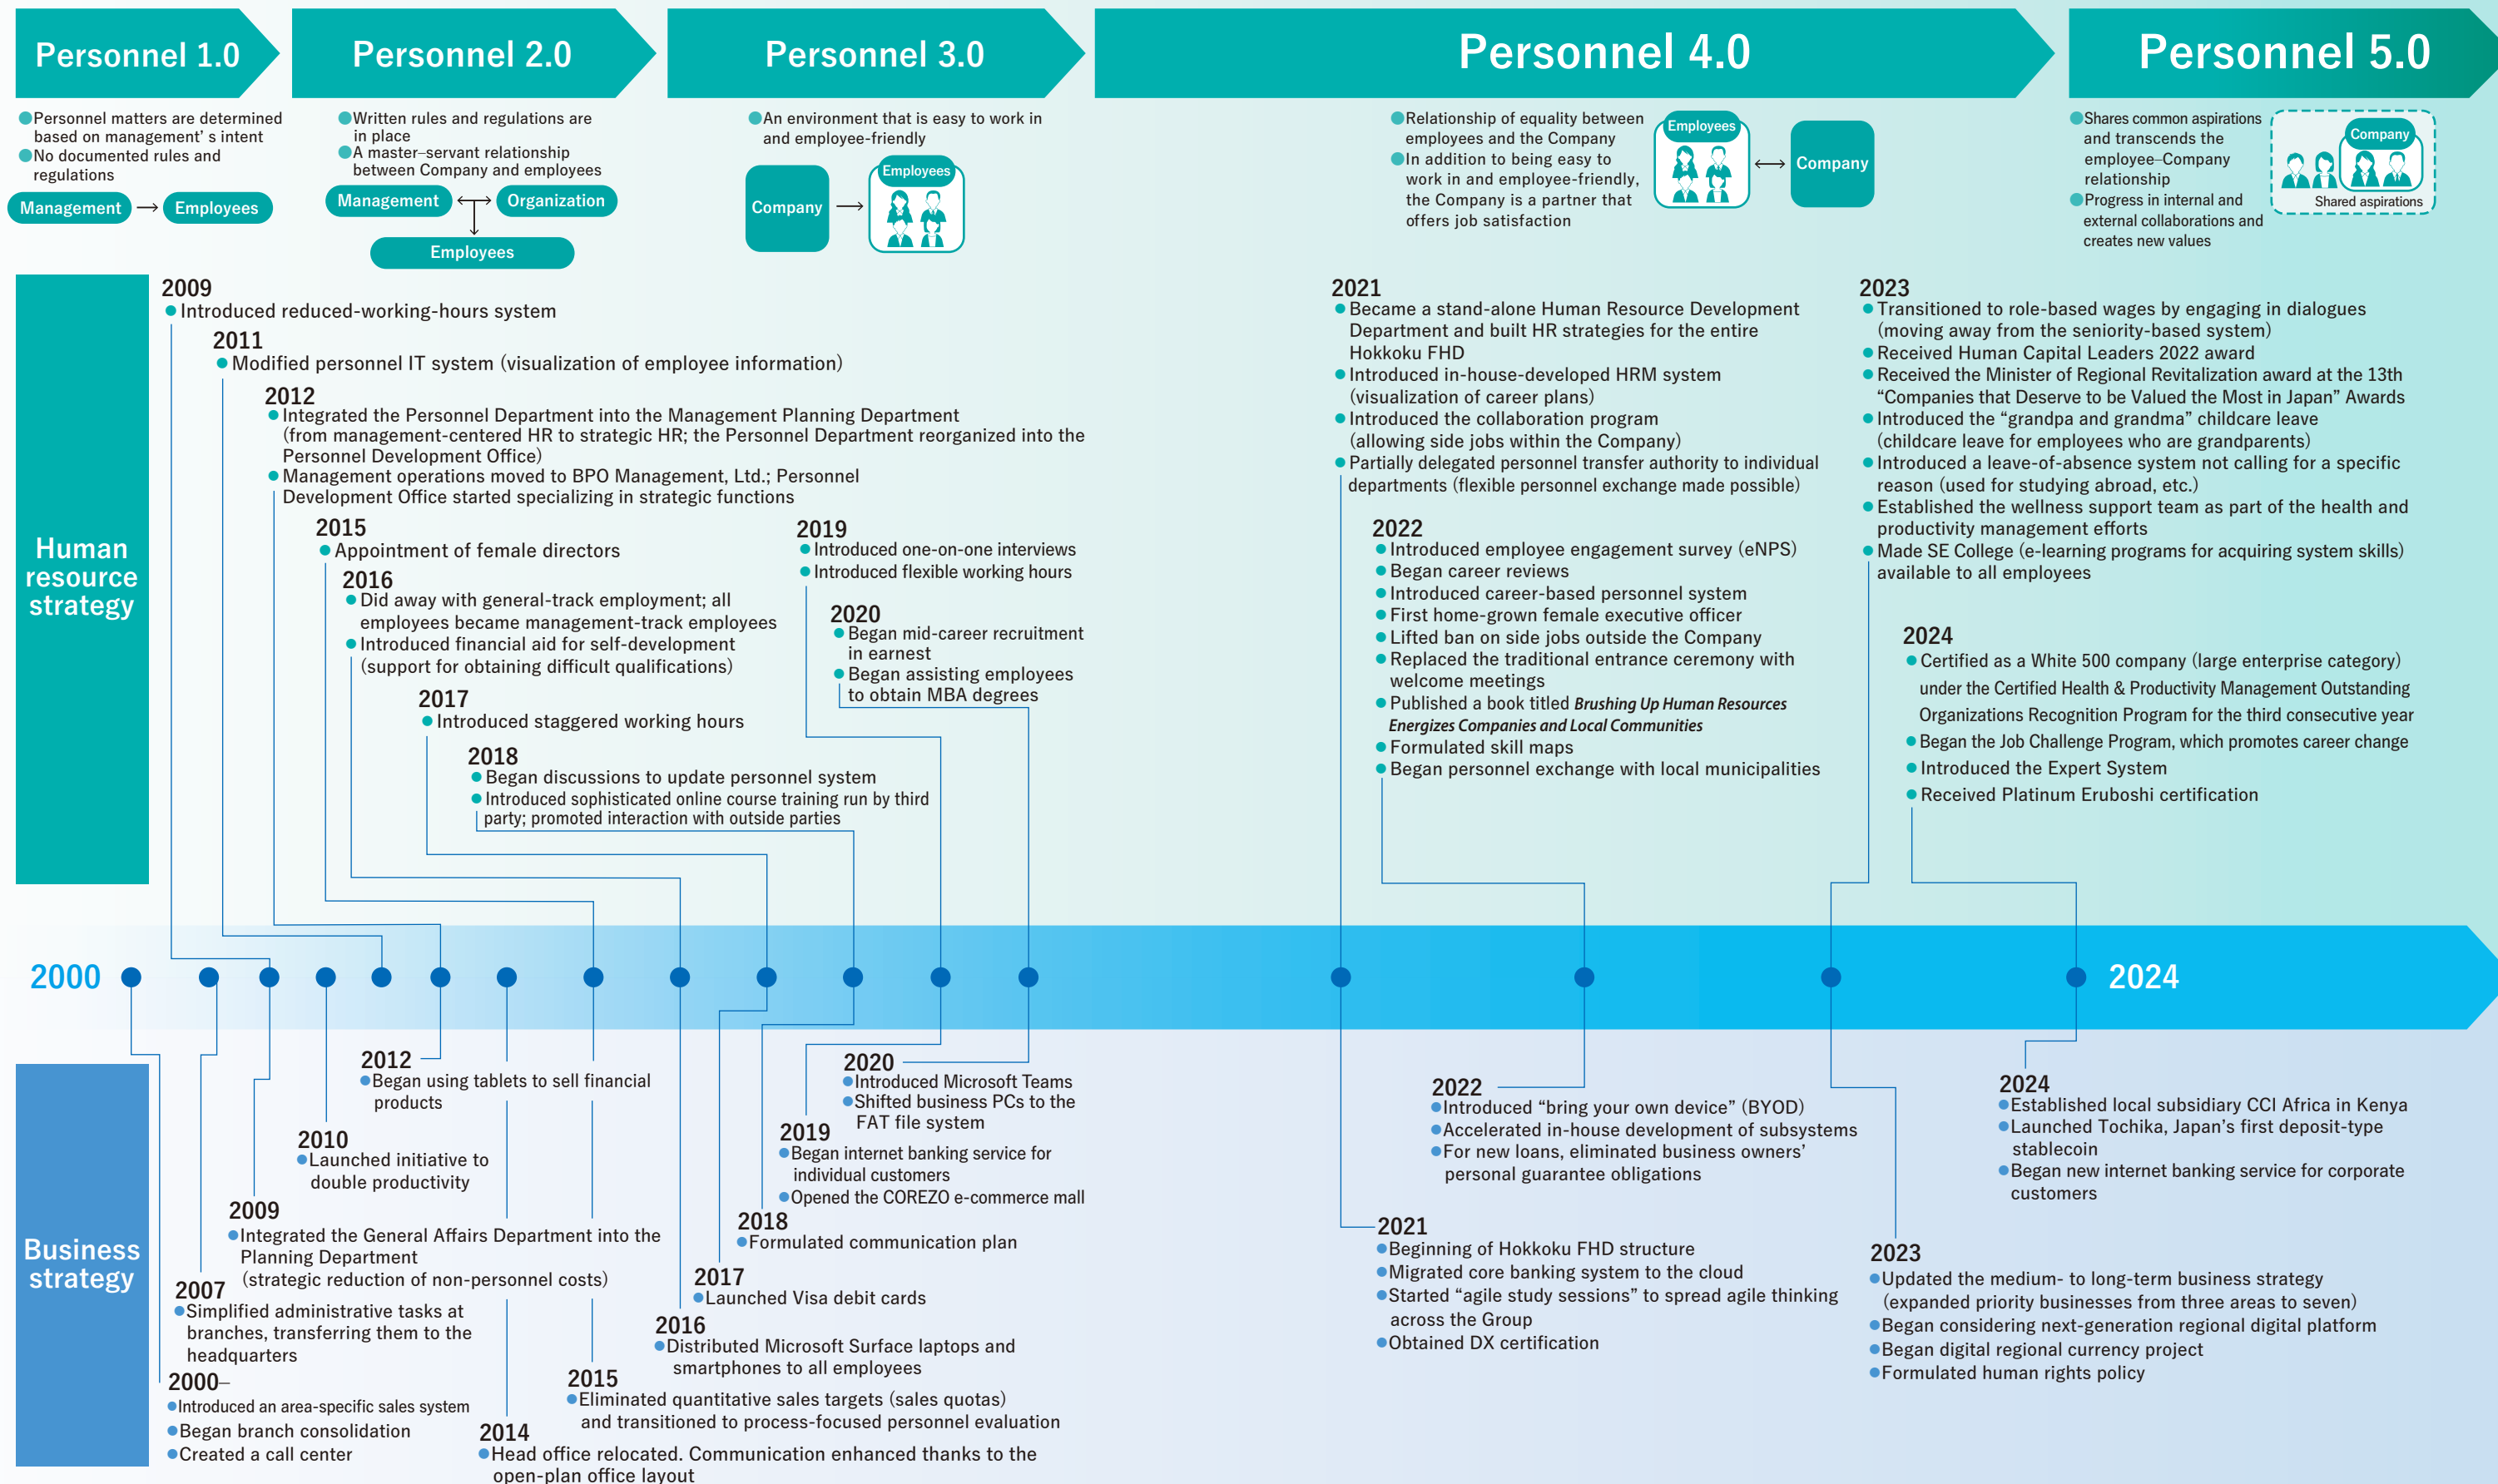 Personnel 1.0
Personnel 2.0
Personnel 3.0
Personnel 4.0
Personnel 5.0
●Personnel matters are determined
based on management’ s intent
●No documented rules and
regulations
Management
Employees
●Written rules and regulations are
in place
●A master–servant relationship
between Company and employees
Management
Organization
Employees
●An environment that is easy to work in
and employee-friendly
Company
Employees
●Relationship of equality between
employees and the Company
●In addition to being easy to
work in and employee-friendly,
the Company is a partner that
offers job satisfaction
Employees
Company
●Shares common aspirations
and transcends the
employee–Company
relationship
●Progress in internal and
external collaborations and
creates new values
Company
Shared aspirations
Human
resource
strategy
2009
● Introduced reduced-working-hours system
2011
● Modified personnel IT system (visualization of employee information)
2012
● Integrated the Personnel Department into the Management Planning Department
(from management-centered HR to strategic HR; the Personnel Department reorganized into the
Personnel Development Office)
● Management operations moved to BPO Management, Ltd.; Personnel
Development Office started specializing in strategic functions
2015
● Appointment of female directors
2016
● Did away with general-track employment; all
employees became management-track employees
● Introduced financial aid for self-development
(support for obtaining difficult qualifications)
2017
● Introduced staggered working hours
2018
● Began discussions to update personnel system
● Introduced sophisticated online course training run by third
party; promoted interaction with outside parties
2019
● Introduced one-on-one interviews
● Introduced flexible working hours
2020
● Began mid-career recruitment
in earnest
● Began assisting employees
to obtain MBA degrees
2021
● Became a stand-alone Human Resource Development
Department and built HR strategies for the entire
Hokkoku FHD
● Introduced in-house-developed HRM system
(visualization of career plans)
● Introduced the collaboration program
(allowing side jobs within the Company)
● Partially delegated personnel transfer authority to individual
departments (flexible personnel exchange made possible)
2022
● Introduced employee engagement survey (eNPS)
● Began career reviews
● Introduced career-based personnel system
● First home-grown female executive officer
● Lifted ban on side jobs outside the Company
● Replaced the traditional entrance ceremony with
welcome meetings
● Published a book titled Brushing Up Human Resources
Energizes Companies and Local Communities
● Formulated skill maps
● Began personnel exchange with local municipalities
2023
● Transitioned to role-based wages by engaging in dialogues
(moving away from the seniority-based system)
● Received Human Capital Leaders 2022 award
● Received the Minister of Regional Revitalization award at the 13th
“Companies that Deserve to be Valued the Most in Japan” Awards
● Introduced the “grandpa and grandma” childcare leave
(childcare leave for employees who are grandparents)
● Introduced a leave-of-absence system not calling for a specific
reason (used for studying abroad, etc.)
● Established the wellness support team as part of the health and
productivity management efforts
● Made SE College (e-learning programs for acquiring system skills)
available to all employees
2024
● Certified as a White 500 company (large enterprise category)
under the Certified Health & Productivity Management Outstanding
Organizations Recognition Program for the third consecutive year
● Began the Job Challenge Program, which promotes career change
● Introduced the Expert System
● Received Platinum Eruboshi certification
2000
2024
Business
strategy
2000–
●Introduced an area-specific sales system
●Began branch consolidation
●Created a call center
2007
●Simplified administrative tasks at
branches, transferring them to the
headquarters
2009
●Integrated the General Affairs Department into the
Planning Department
(strategic reduction of non-personnel costs)
2010
●Launched initiative to
double productivity
2012
●Began using tablets to sell financial
products
2014
●Head office relocated. Communication enhanced thanks to the
open-plan office layout
2015
●Eliminated quantitative sales targets (sales quotas)
and transitioned to process-focused personnel evaluation
2016
●Distributed Microsoft Surface laptops and
smartphones to all employees
2017
●Launched Visa debit cards
2018
●Formulated communication plan
2019
●Began internet banking service for
individual customers
●Opened the COREZO e-commerce mall
2020
●Introduced Microsoft Teams
●Shifted business PCs to the
FAT file system
2021
●Beginning of Hokkoku FHD structure
●Migrated core banking system to the cloud
●Started “agile study sessions” to spread agile thinking
across the Group
●Obtained DX certification
2022
●Introduced “bring your own device” (BYOD)
●Accelerated in-house development of subsystems
●For new loans, eliminated business owners’
personal guarantee obligations
2023
●Updated the medium- to long-term business strategy
(expanded priority businesses from three areas to seven)
●Began considering next-generation regional digital platform
●Began digital regional currency project
●Formulated human rights policy
2024
●Established local subsidiary CCI Africa in Kenya
●Launched Tochika, Japan’s first deposit-type
stablecoin
●Began new internet banking service for corporate
customers